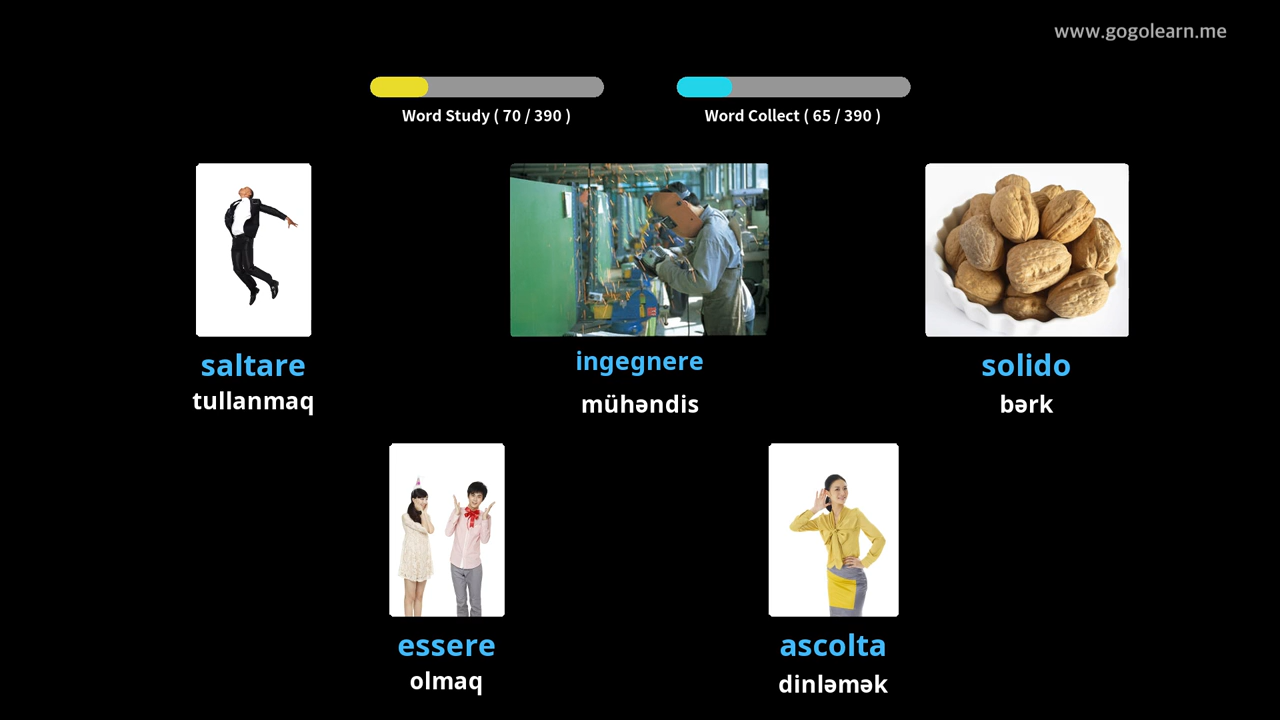 www.gogolearn.me
Word Study ( 70 / 390 )
Word Collect ( 65 / 390 )
saltare
tullanmaq
ingegnere
mühəndis
solido
bərk
essere
olmaq
ascolta
dinləmək